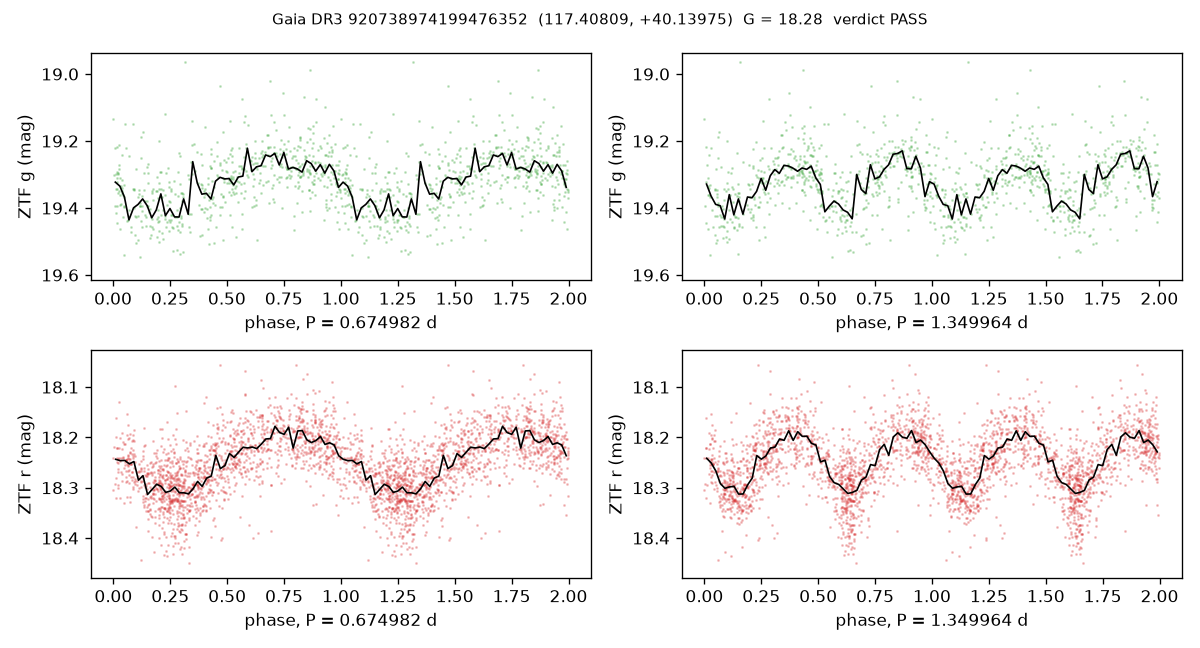 Gaia DR3 920738974199476352 (117.40809, +40.13975) G = 18.28 verdict PASS
ZTF g (mag)
19.0
19.2
19.4
19.6
0.00 0.25 0.50 0.75 1.00 1.25 1.50 1.75 2.00
phase, P = 0.674982 d
ZTF g (mag)
19.0
19.2
19.4
19.6
0.00 0.25 0.50 0.75 1.00 1.25 1.50 1.75 2.00
phase, P = 1.349964 d
ZTF r (mag)
18.1
18.2
18.3
18.4
0.00 0.25 0.50 0.75 1.00 1.25 1.50 1.75 2.00
phase, P = 0.674982 d
ZTF r (mag)
18.1
18.2
18.3
18.4
0.00 0.25 0.50 0.75 1.00 1.25 1.50 1.75 2.00
phase, P = 1.349964 d